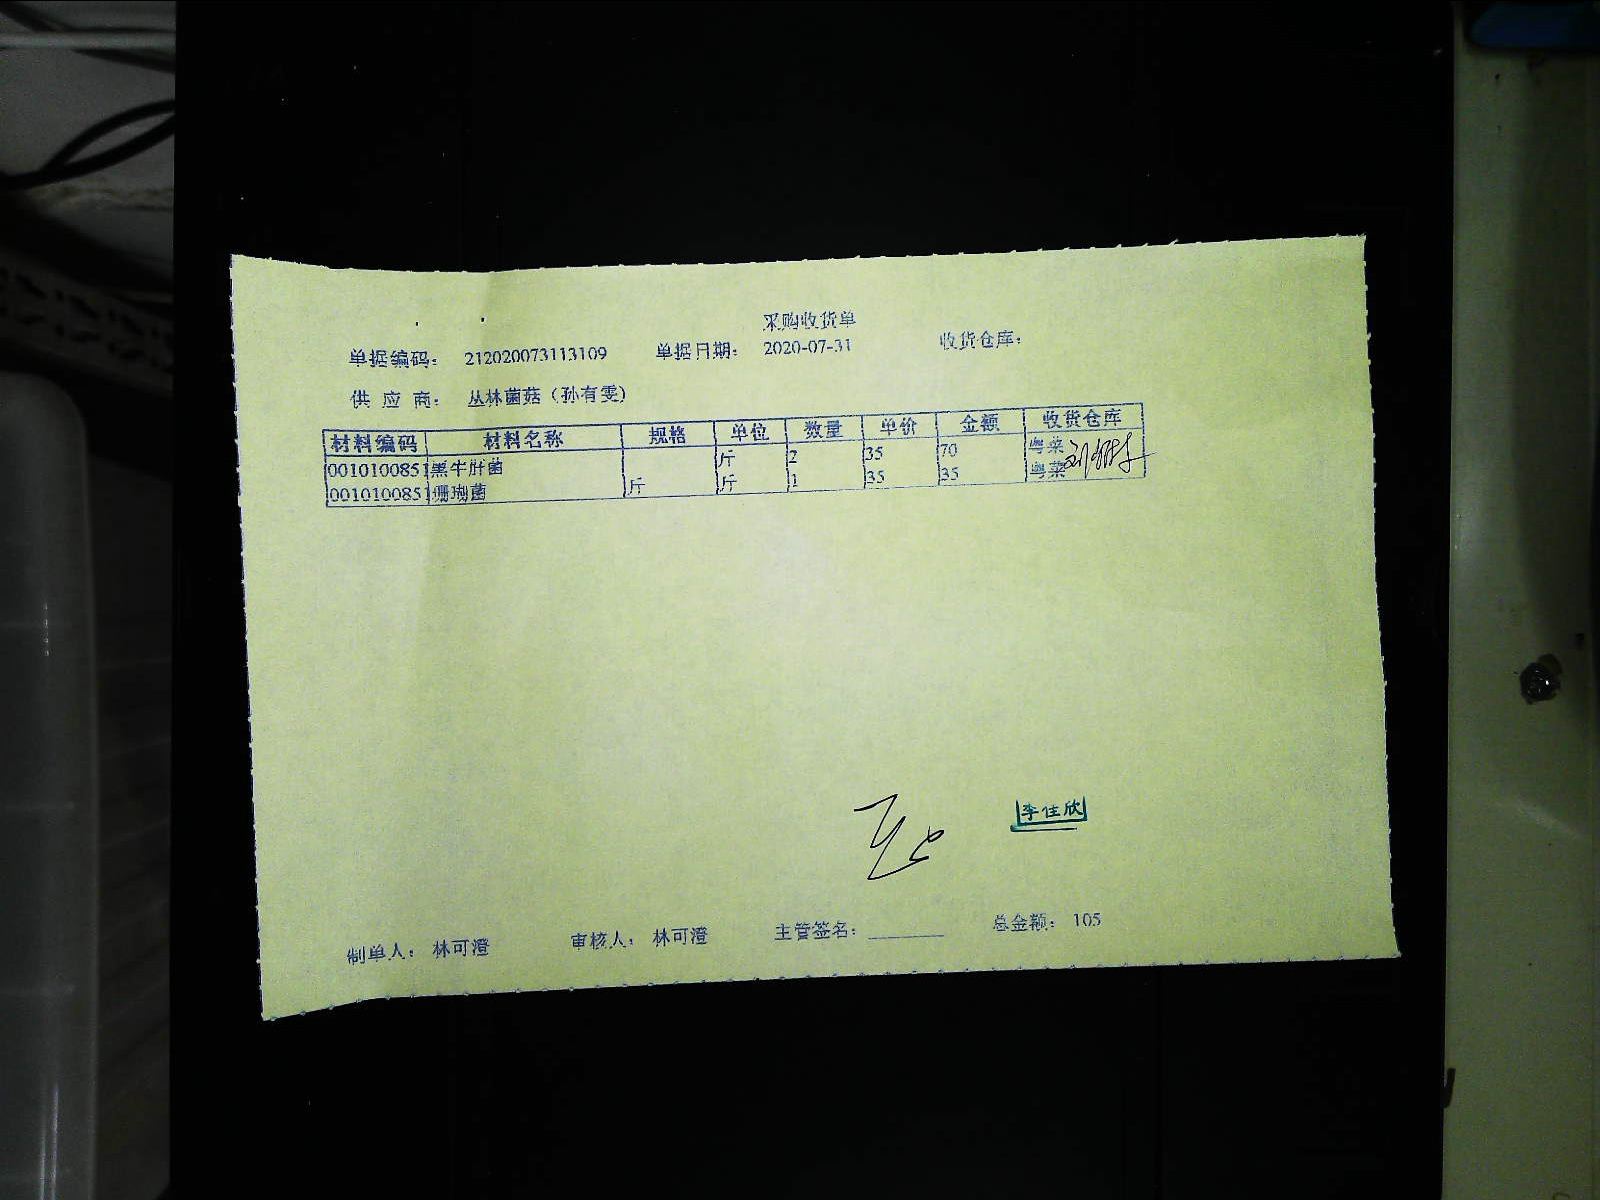 采购收货单
单据编码: 212020073113109 单据日期: 2020-07-31 收货仓库:
供应商: 丛林菌菇(孙有雯)
材料编码 材料名称 规格 单位 数量 单价 金额 收货仓库
0010100851 黑牛肝菌 斤 2 35 70 粤菜
0010100851 珊瑚菌 斤 斤 1 35 35 粤菜
李佳欣
制单人: 林可澄 审核人: 林可澄 主管签名: ________ 总金额: 105